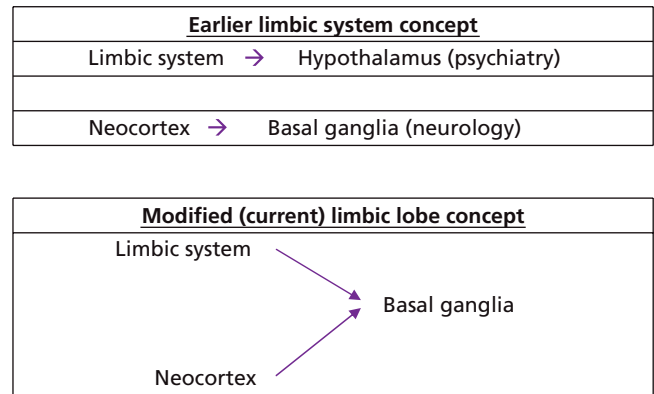 Earlier limbic system concept
Limbic system → Hypothalamus (psychiatry)
Neocortex → Basal ganglia (neurology)
Modified (current) limbic lobe concept
Limbic system
Basal ganglia
Neocortex